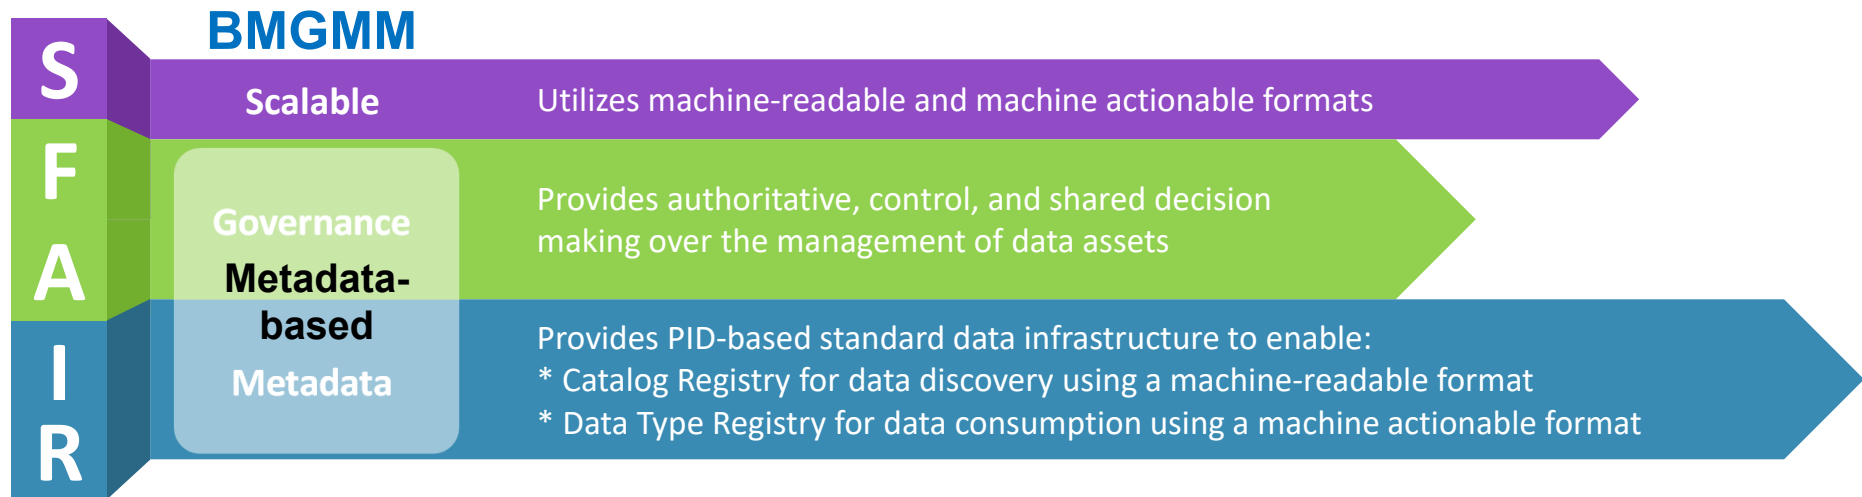 BMGMM
S
F
A
I
R
Scalable
Utilizes machine-readable and machine actionable formats
Governance
Metadata-
based
Metadata
Provides authoritative, control, and shared decision
making over the management of data assets
Provides PID-based standard data infrastructure to enable:
* Catalog Registry for data discovery using a machine-readable format
* Data Type Registry for data consumption using a machine actionable format